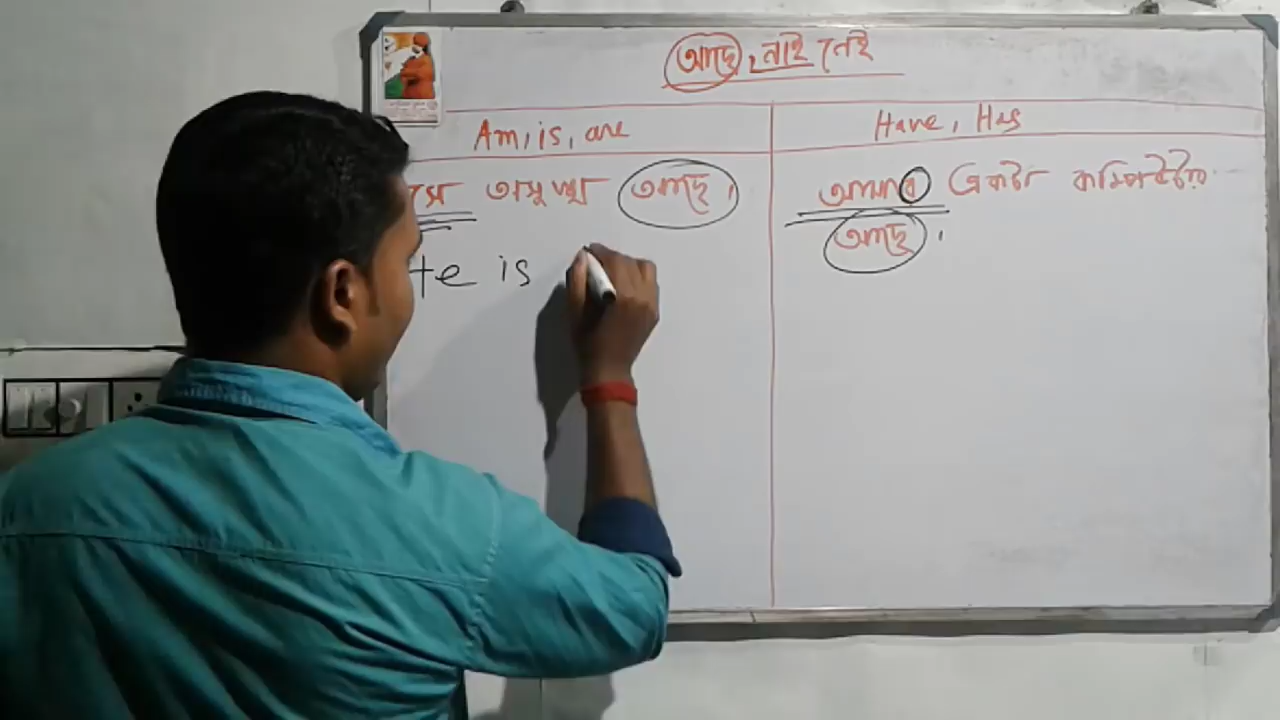 আছে, নাই নেই
Am, is, are
Have, Has
সে অসুস্থ আছে।
আমার একটা কম্পিউটার
আছে।
He is